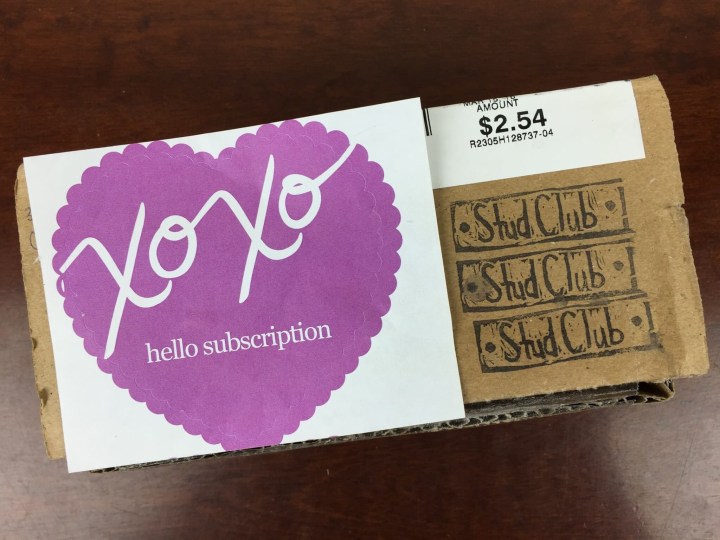 xoxo
hello subscription
AMOUNT
$2.54
R2305H128737-04
Stud Club
Stud Club
Stud Club